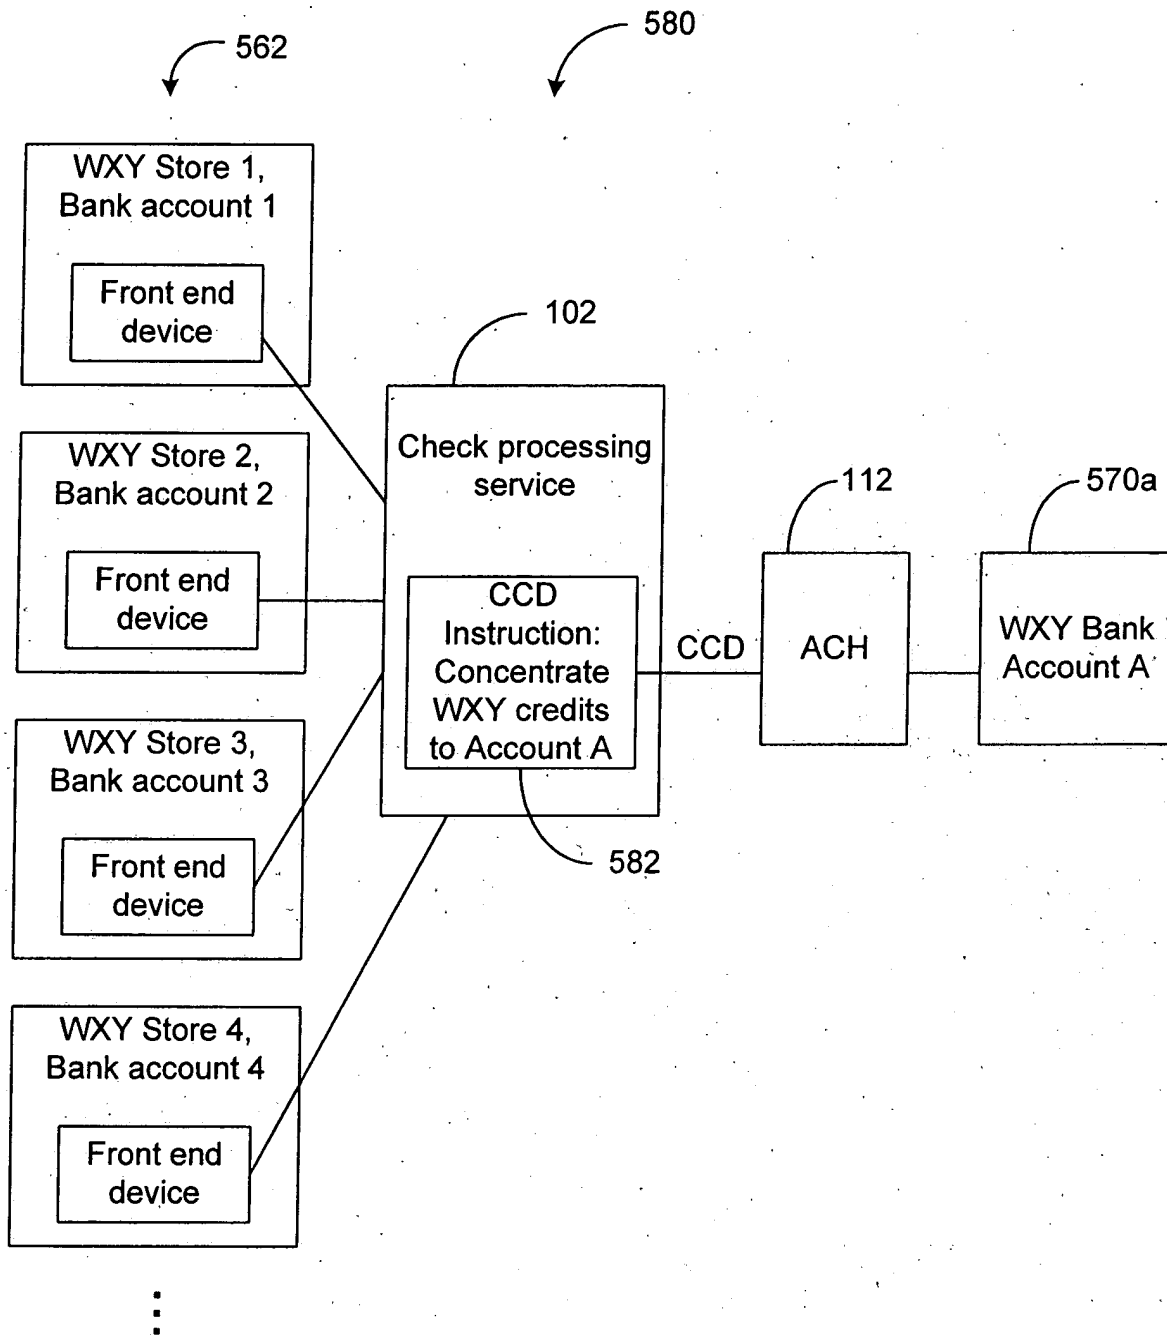 562
580
WXY Store 1,
Bank account 1
Front end
device
WXY Store 2,
Bank account 2
Front end
device
WXY Store 3,
Bank account 3
Front end
device
WXY Store 4,
Bank account 4
Front end
device
102
Check processing
service
CCD
Instruction:
Concentrate
WXY credits
to Account A
582
CCD
112
ACH
570a
WXY Bank
Account A